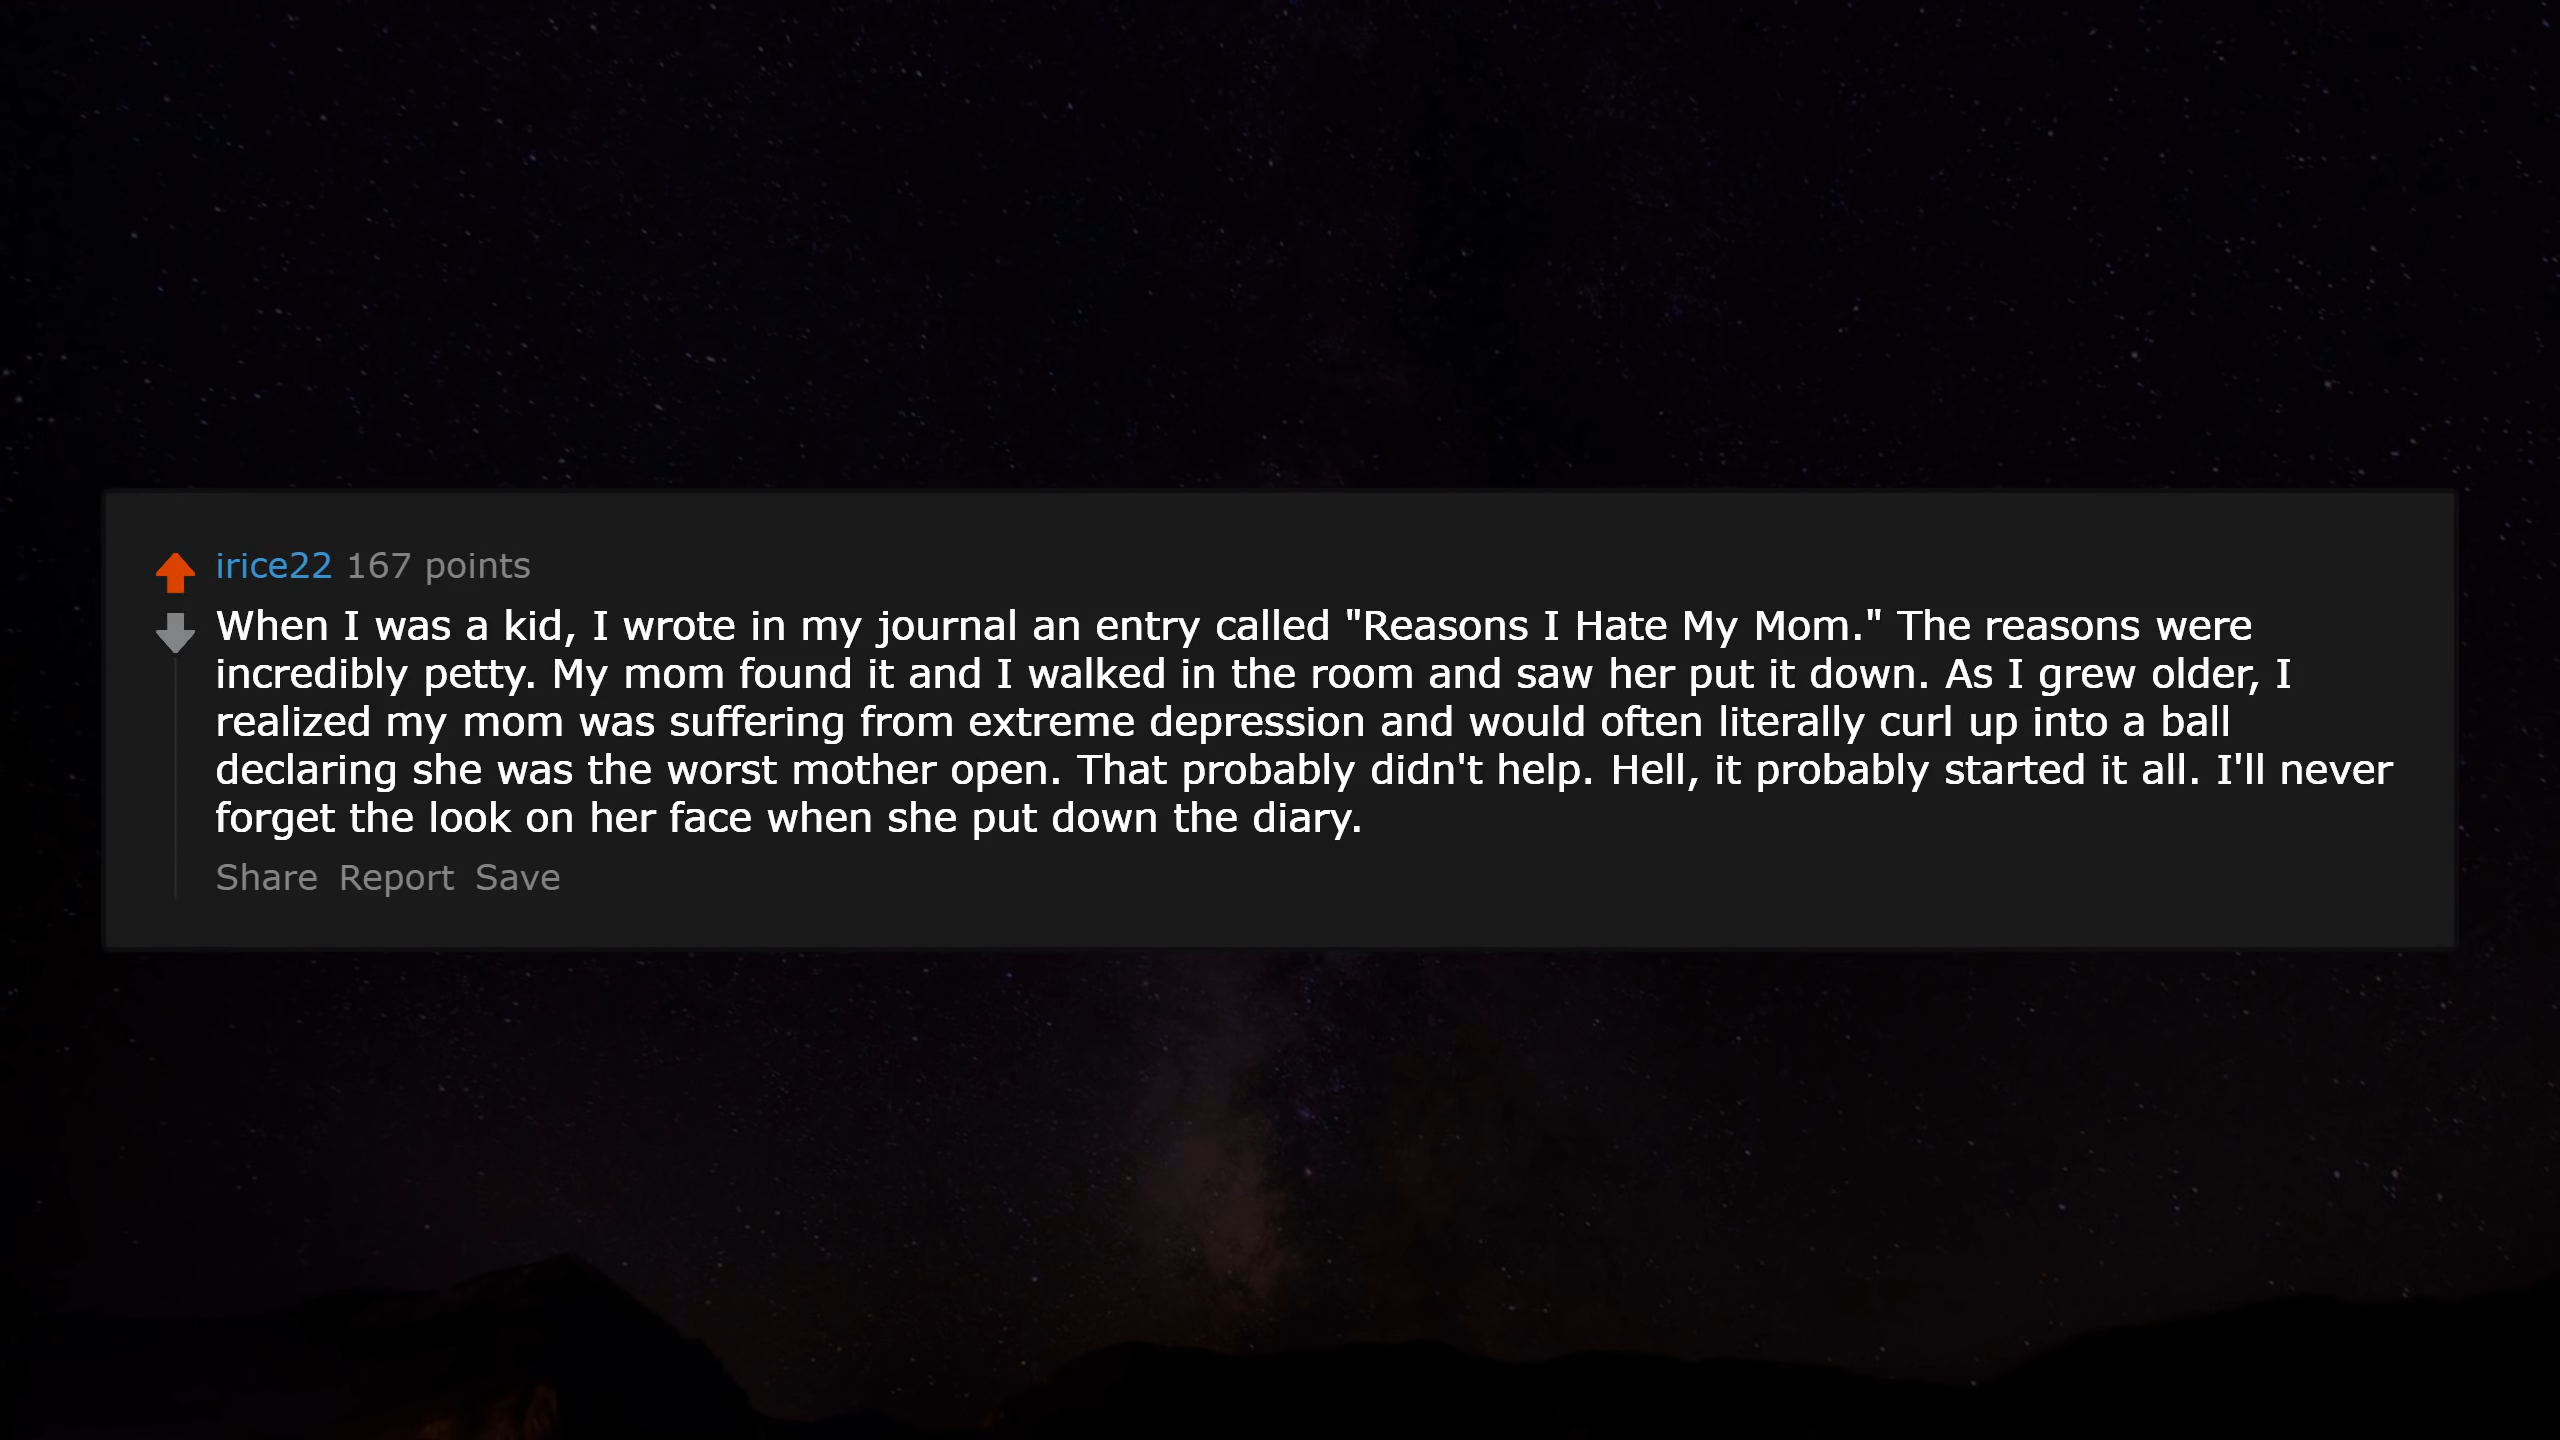 irice22 167 points
When I was a kid, I wrote in my journal an entry called "Reasons I Hate My Mom." The reasons were
incredibly petty. My mom found it and I walked in the room and saw her put it down. As I grew older, I
realized my mom was suffering from extreme depression and would often literally curl up into a ball
declaring she was the worst mother open. That probably didn't help. Hell, it probably started it all. I'll never
forget the look on her face when she put down the diary.
Share Report Save